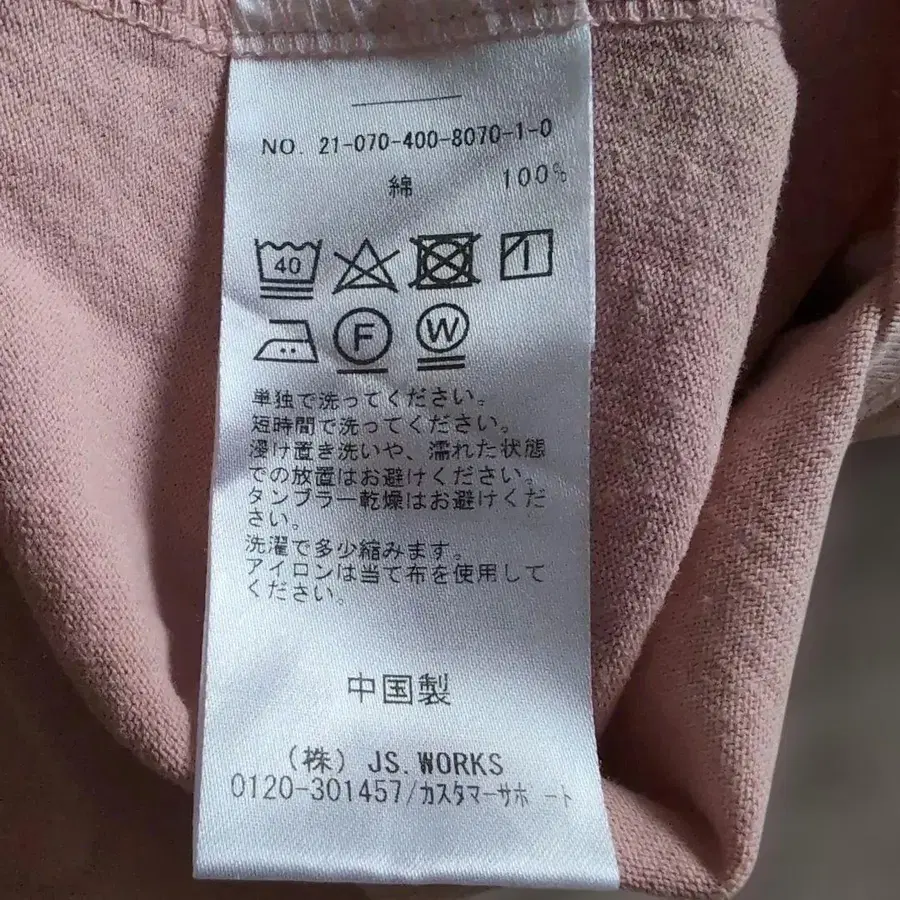 NO. 21-070-400-8070-1-0
綿 100%
40
F W
単独で洗ってください。
短時間で洗ってください。
浸け置き洗いや、濡れた状態
での放置はお避けください。
タンブラー乾燥はお避けくだ
さい。
洗濯で多少縮みます。
アイロンは当て布を使用して
ください。
中国製
(株) JS.WORKS
0120-301457/カスタマーサポート